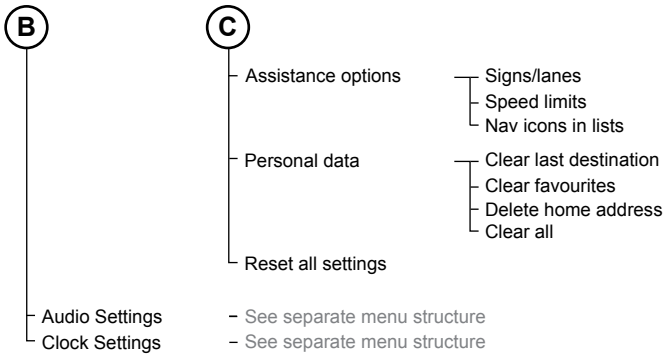 B C
Assistance options Signs/lanes
Speed limits
Nav icons in lists
Personal data Clear last destination
Clear favourites
Delete home address
Clear all
Reset all settings
Audio Settings – See separate menu structure
Clock Settings – See separate menu structure